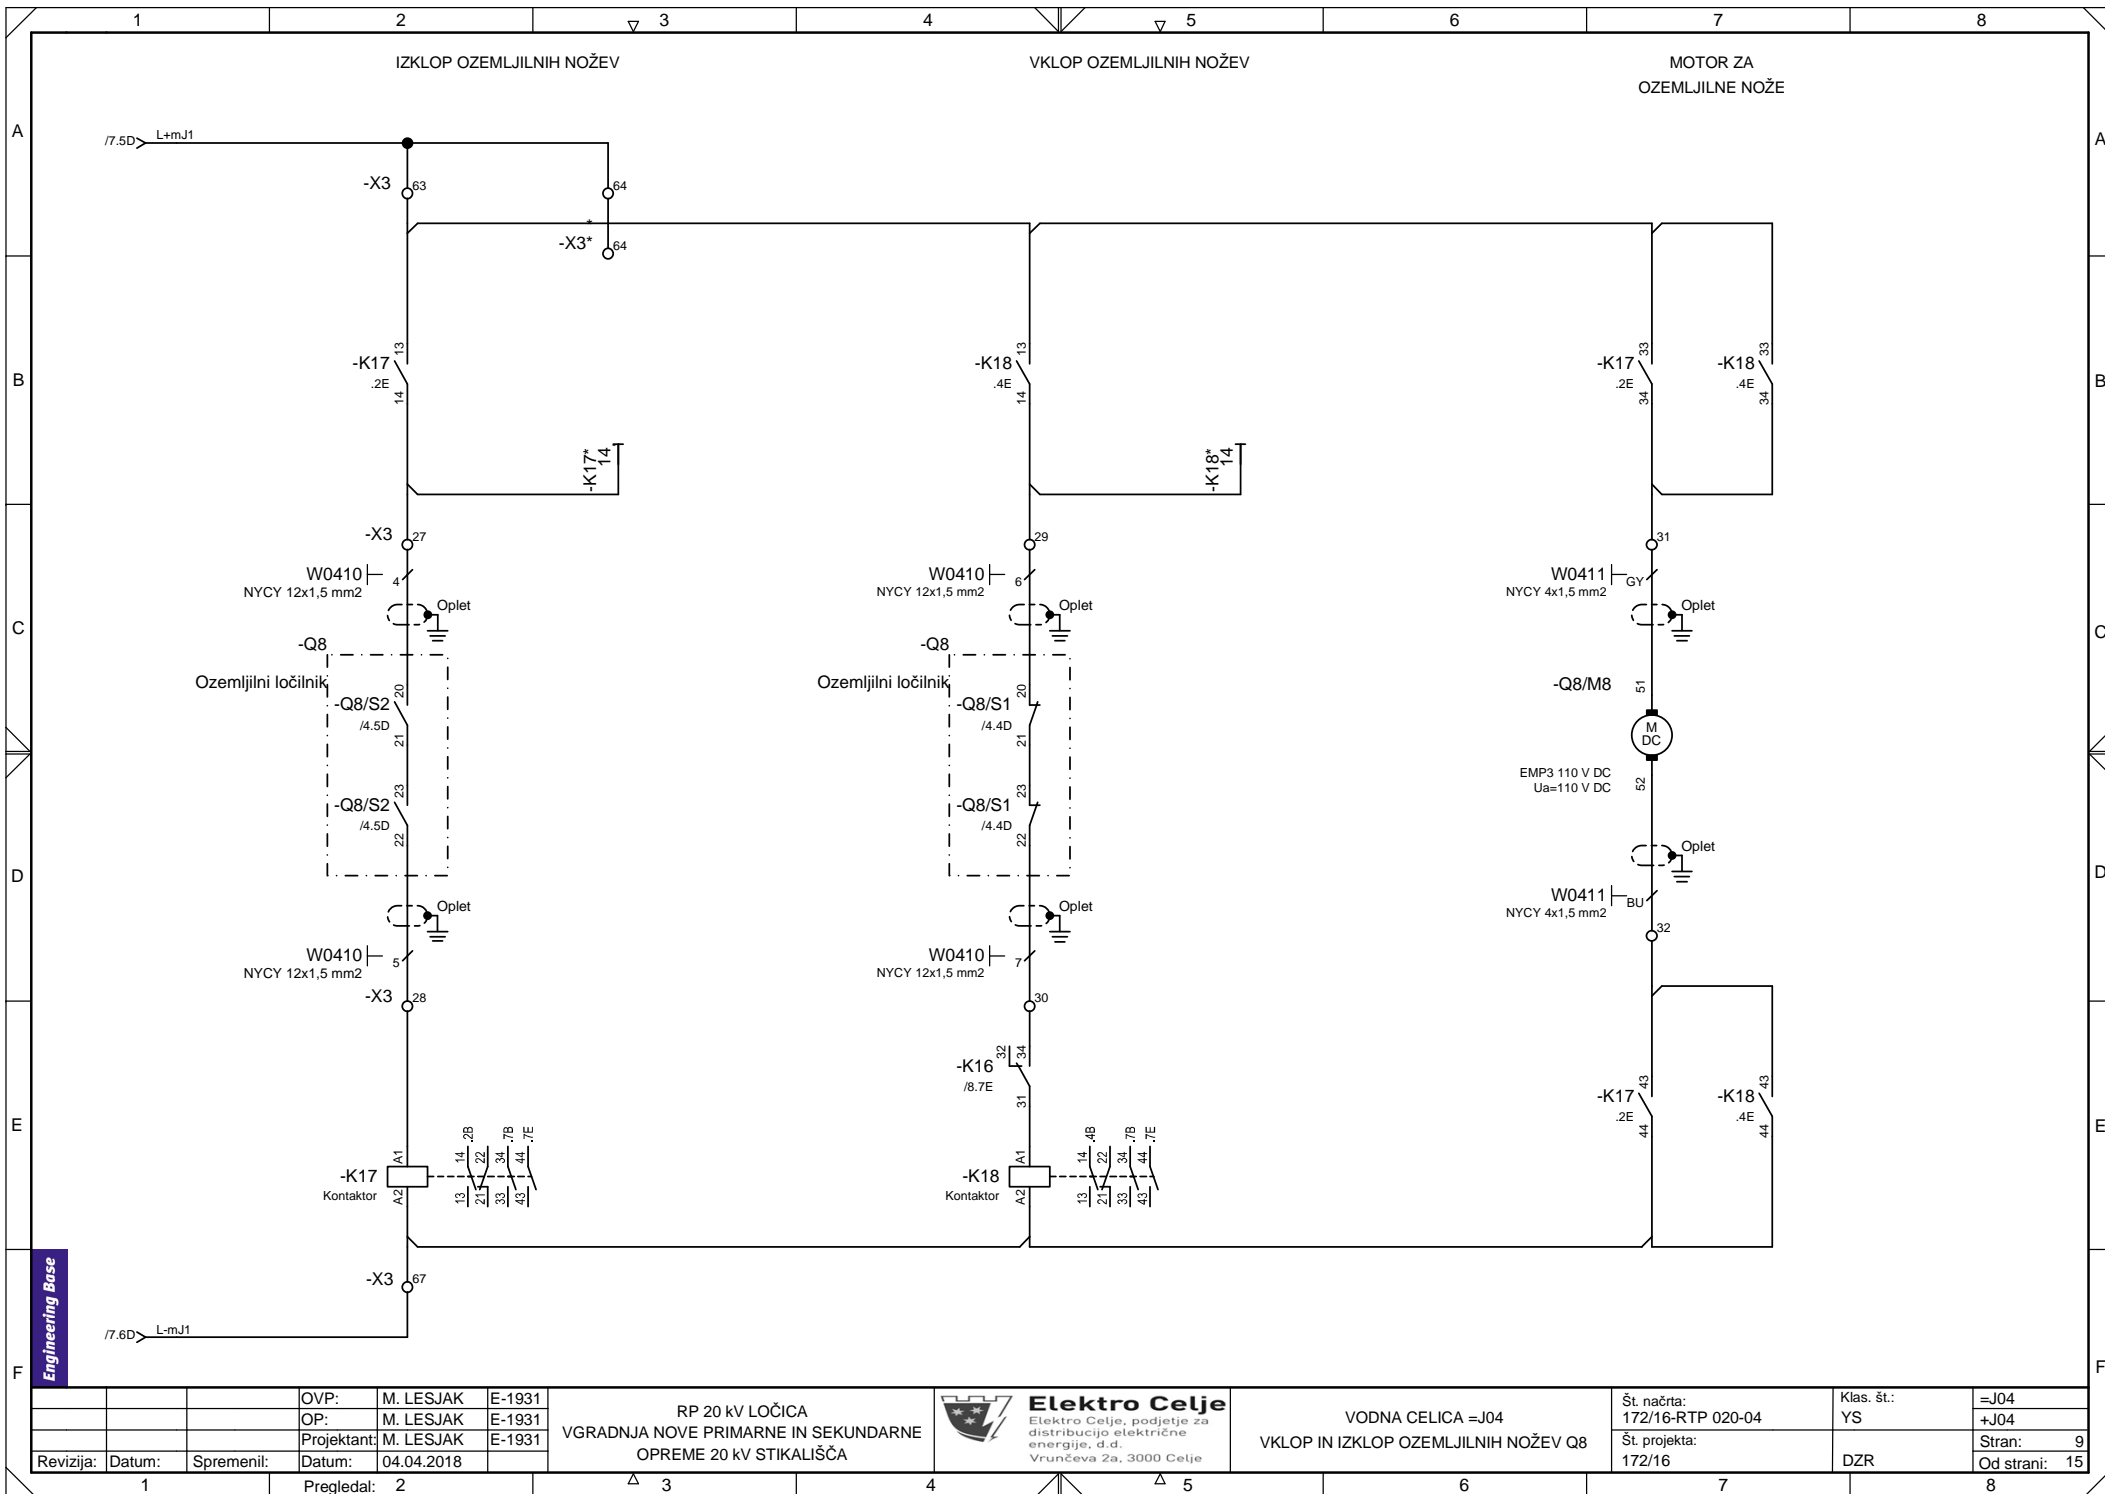 1 2 3 4 5 6 7 8
IZKLOP OZEMLJILNIH NOŽEV
VKLOP OZEMLJILNIH NOŽEV
MOTOR ZA
OZEMLJILNE NOŽE
A A
/7.5D L+mJ1
-X3 63 64
*
-X3* 64
B B
-K17 13
.2E
14
-K18 13
.4E
14
-K17 33
.2E
34
-K18 33
.4E
34
-K17*
14
-K18*
14
C C
-X3 27 29 31
W0410 4
NYCY 12x1,5 mm2
Oplet
W0410 6
NYCY 12x1,5 mm2
Oplet
W0411 GY
NYCY 4x1,5 mm2
Oplet
-Q8
Ozemljilni ločilnik
-Q8/S2 20
/4.5D
21
-Q8/S2 23
/4.5D
22
-Q8
Ozemljilni ločilnik
-Q8/S1 20
/4.4D
21
-Q8/S1 23
/4.4D
22
-Q8/M8 51
M
DC
EMP3 110 V DC
Ua=110 V DC
52
D D
Oplet
W0410 5
NYCY 12x1,5 mm2
-X3 28
Oplet
W0410 7
NYCY 12x1,5 mm2
30
Oplet
W0411 BU
NYCY 4x1,5 mm2
32
E E
-K16 32 34
/8.7E
31
-K17 43
.2E
44
-K18 43
.4E
44
-K17 A1
Kontaktor A2
.2B .7B .7E
14 22 34 44
13 21 33 43
-K18 A1
Kontaktor A2
.4B .7B .7E
14 22 34 44
13 21 33 43
-X3 67
/7.6D L-mJ1
F F
Engineering Base
OVP: M. LESJAK E-1931
OP: M. LESJAK E-1931
Projektant: M. LESJAK E-1931
Revizija: Datum: Spremenil: Datum: 04.04.2018
Pregledal:
RP 20 kV LOČICA
VGRADNJA NOVE PRIMARNE IN SEKUNDARNE
OPREME 20 kV STIKALIŠČA
Elektro Celje
Elektro Celje, podjetje za
distribucijo električne
energije, d.d.
Vrunčeva 2a, 3000 Celje
VODNA CELICA =J04
VKLOP IN IZKLOP OZEMLJILNIH NOŽEV Q8
Št. načrta:
172/16-RTP 020-04
Št. projekta:
172/16
Klas. št.:
YS
DZR
=J04
+J04
Stran: 9
Od strani: 15
1 2 3 4 5 6 7 8